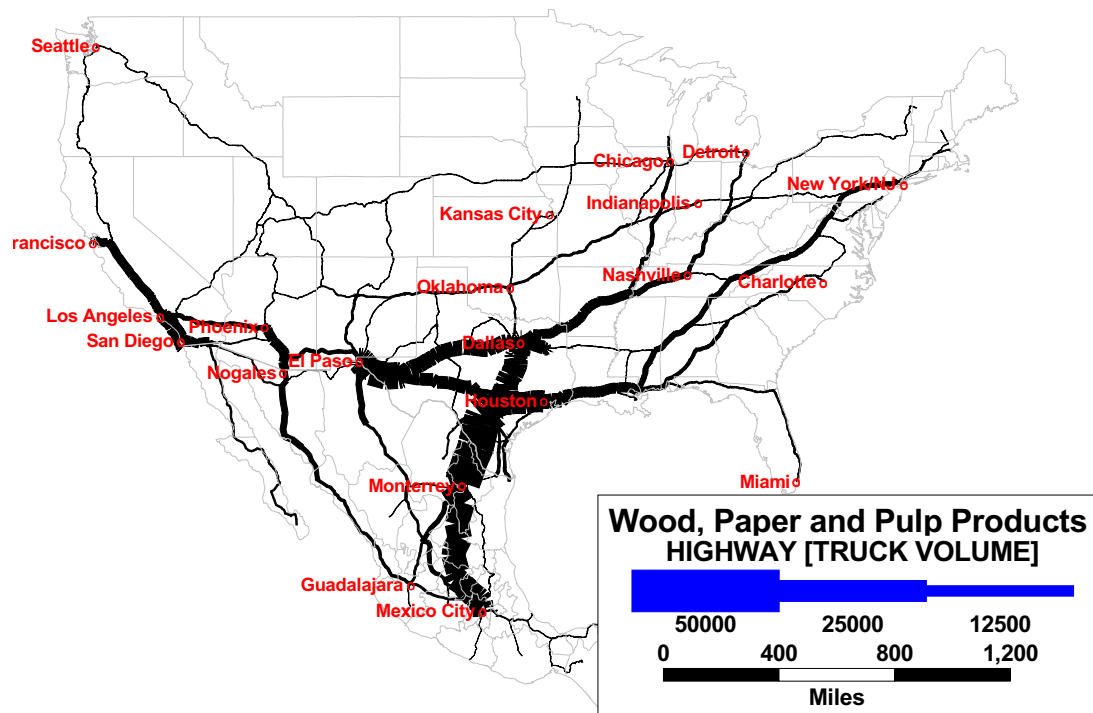 Seattle
Chicago
Detroit
New York/NJ
Indianapolis
Kansas City
rancisco
Nashville
Charlotte
Oklahoma
Los Angeles
Phoenix
San Diego
Dallas
El Paso
Nogales
Houston
Monterrey
Miami
Guadalajara
Mexico City
Wood, Paper and Pulp Products
HIGHWAY [TRUCK VOLUME]
50000 25000 12500
0 400 800 1,200
Miles